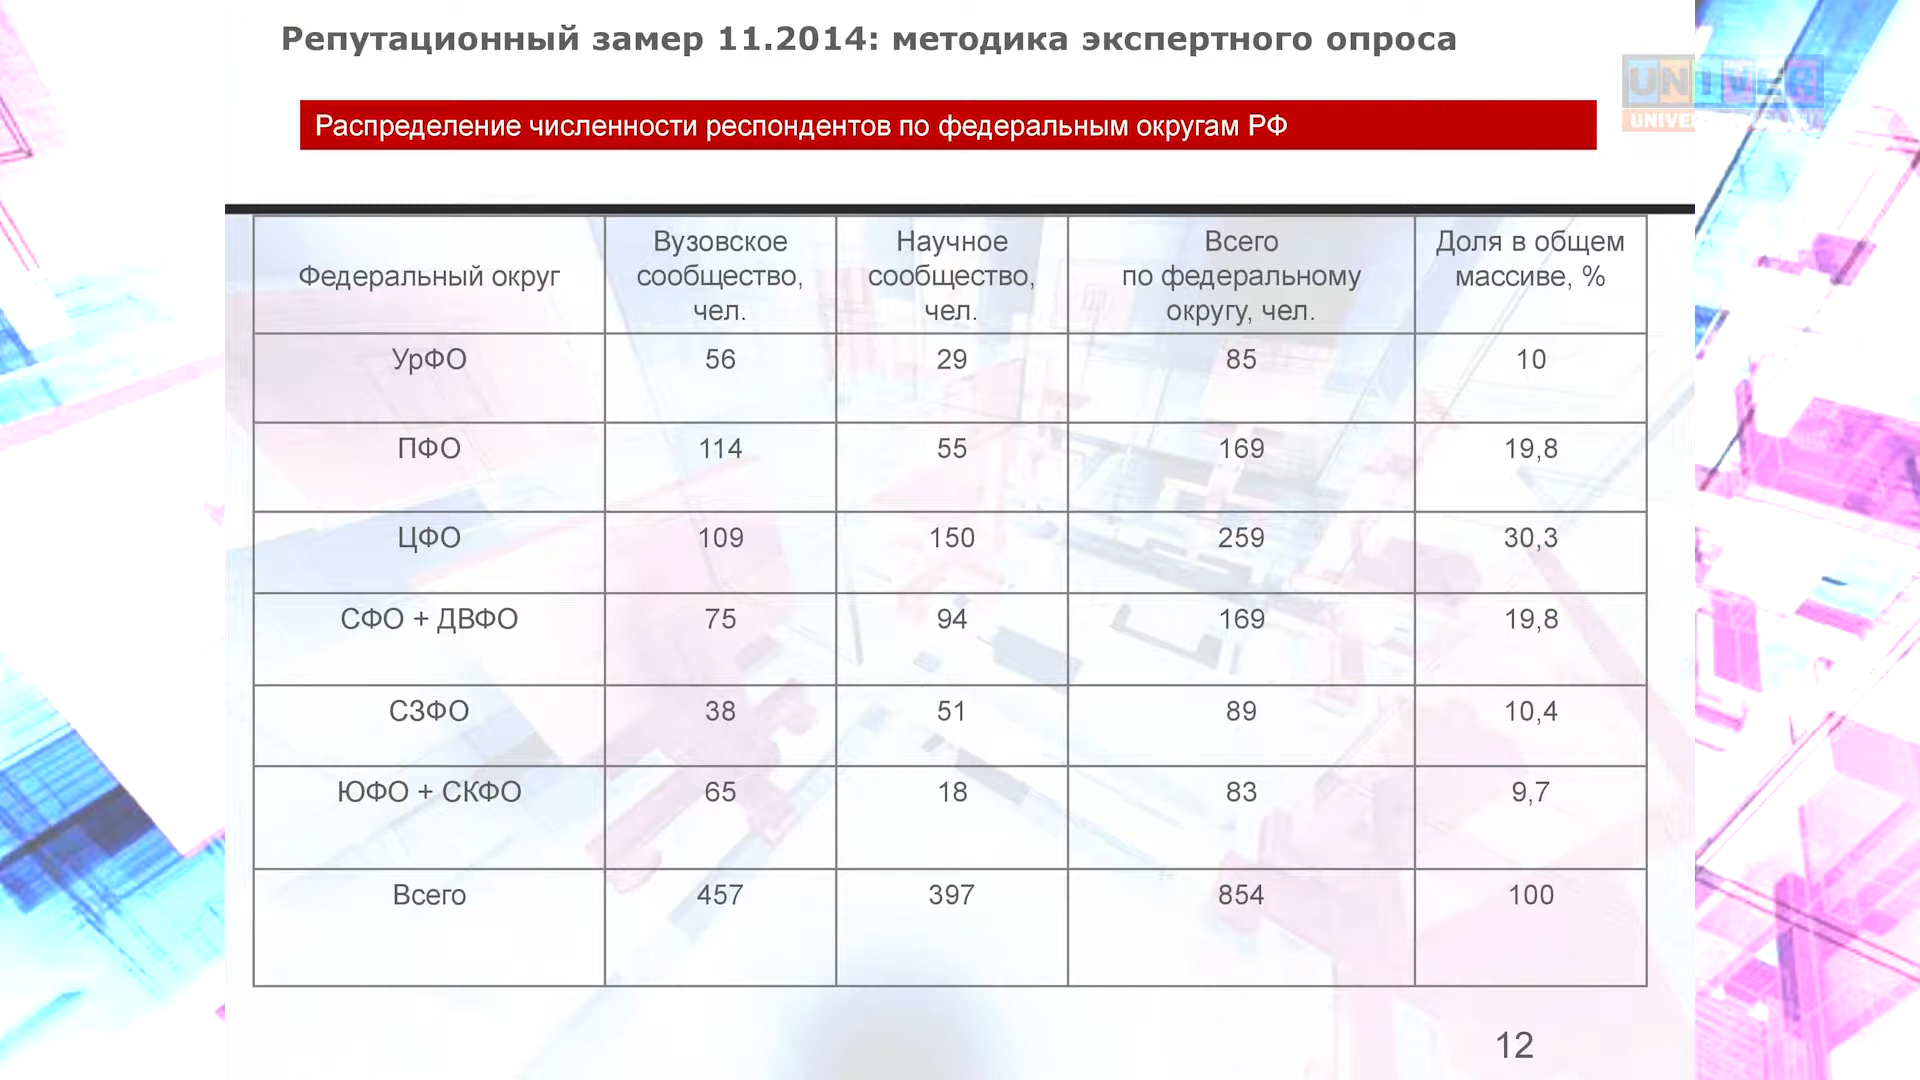 Репутационный замер 11.2014: методика экспертного опроса
UNIVER
Распределение численности респондентов по федеральным округам РФ
Федеральный округ
Вузовское
сообщество,
чел.
Научное
сообщество,
чел.
Всего
по федеральному
округу, чел.
Доля в общем
массиве, %
УрФО 56 29 85 10
ПФО 114 55 169 19,8
ЦФО 109 150 259 30,3
СФО + ДВФО 75 94 169 19,8
СЗФО 38 51 89 10,4
ЮФО + СКФО 65 18 83 9,7
Всего 457 397 854 100
12